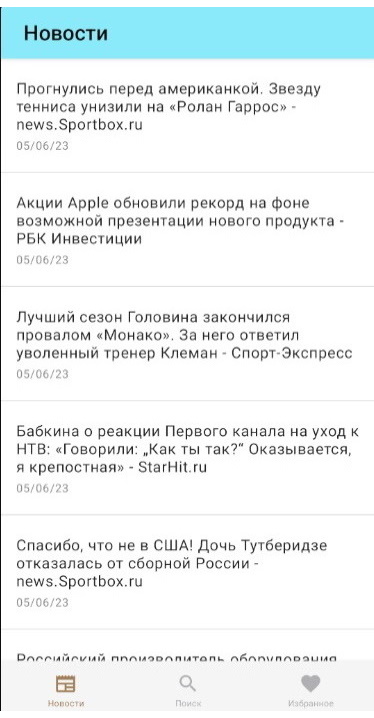 Новости
Прогнулись перед американкой. Звезду
тенниса унизили на «Ролан Гаррос» -
news.Sportbox.ru
05/06/23
Акции Apple обновили рекорд на фоне
возможной презентации нового продукта -
РБК Инвестиции
05/06/23
Лучший сезон Головина закончился
провалом «Монако». За него ответил
уволенный тренер Клеман - Спорт-Экспресс
05/06/23
Бабкина о реакции Первого канала на уход к
НТВ: «Говорили: „Как ты так?“ Оказывается,
я крепостная» - StarHit.ru
05/06/23
Спасибо, что не в США! Дочь Тутберидзе
отказалась от сборной России -
news.Sportbox.ru
05/06/23
Российский производитель оборудования
Новости
Поиск
Избранное